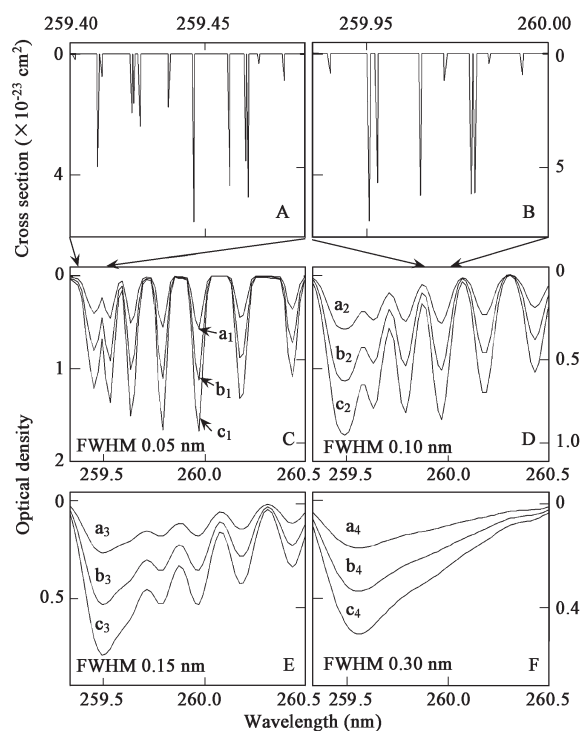 259.40 259.45 259.95 260.00
0 0
4 5
Cross section (×10⁻²³ cm²)
A B
0 0
a₁ a₂
1 0.5
b₁ b₂
c₁ c₂
2 1.0
FWHM 0.05 nm C FWHM 0.10 nm D
Optical density
0 0
a₃ a₄
b₃ b₄
0.5 0.4
c₃ c₄
FWHM 0.15 nm E FWHM 0.30 nm F
259.5 260.0 260.5 259.5 260.0 260.5
259.5 260.0 260.5 259.5 260.0 260.5
Wavelength (nm)